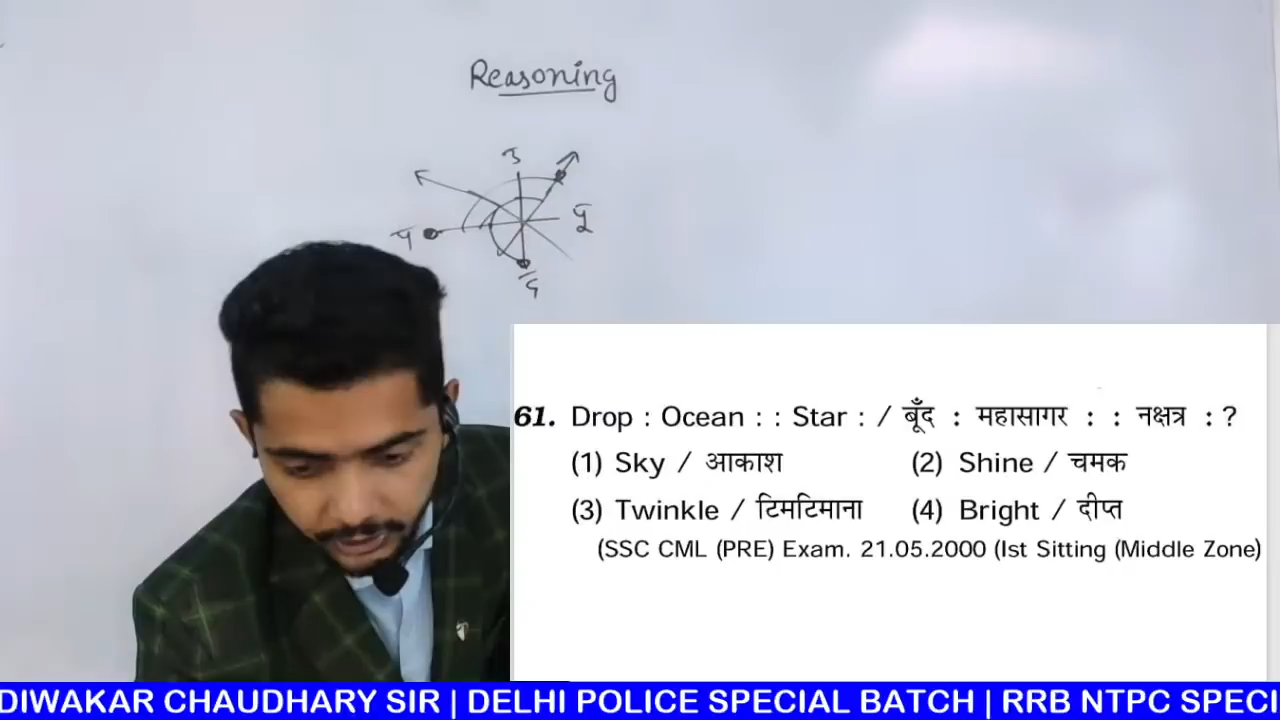 Reasoning
उ
पू
प
द
61. Drop : Ocean : : Star : / बूँद : महासागर : : नक्षत्र : ?
(1) Sky / आकाश (2) Shine / चमक
(3) Twinkle / टिमटिमाना (4) Bright / दीप्त
(SSC CML (PRE) Exam. 21.05.2000 (Ist Sitting (Middle Zone)
DIWAKAR CHAUDHARY SIR | DELHI POLICE SPECIAL BATCH | RRB NTPC SPECI